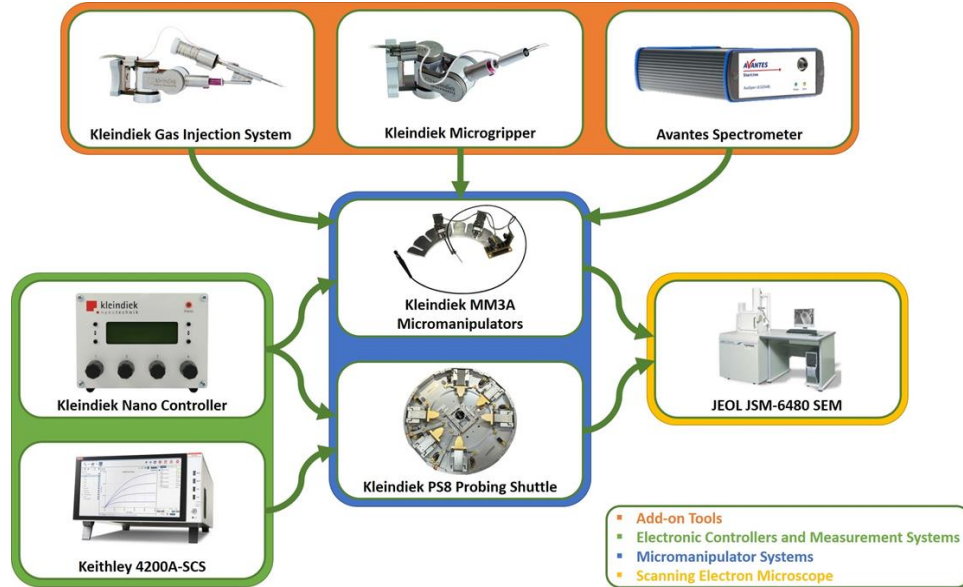 kleindiek
Kleindiek Gas Injection System
Kleindiek Microgripper
AVANTES
StarLine
Avantes Spectrometer
Kleindiek MM3A
Micromanipulators
kleindiek
nanotechnik
Kleindiek Nano Controller
JEOL JSM-6480 SEM
Kleindiek PS8 Probing Shuttle
Keithley 4200A-SCS
Add-on Tools
Electronic Controllers and Measurement Systems
Micromanipulator Systems
Scanning Electron Microscope